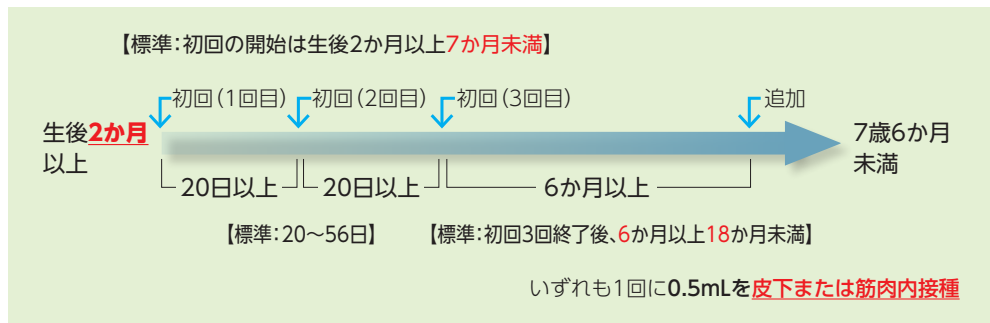 【標準:初回の開始は生後2か月以上7か月未満】
初回(1回目)
初回(2回目)
初回(3回目)
追加
生後2か月
以上
7歳6か月
未満
20日以上
20日以上
6か月以上
【標準:20〜56日】
【標準:初回3回終了後、6か月以上18か月未満】
いずれも1回に0.5mLを皮下または筋肉内接種